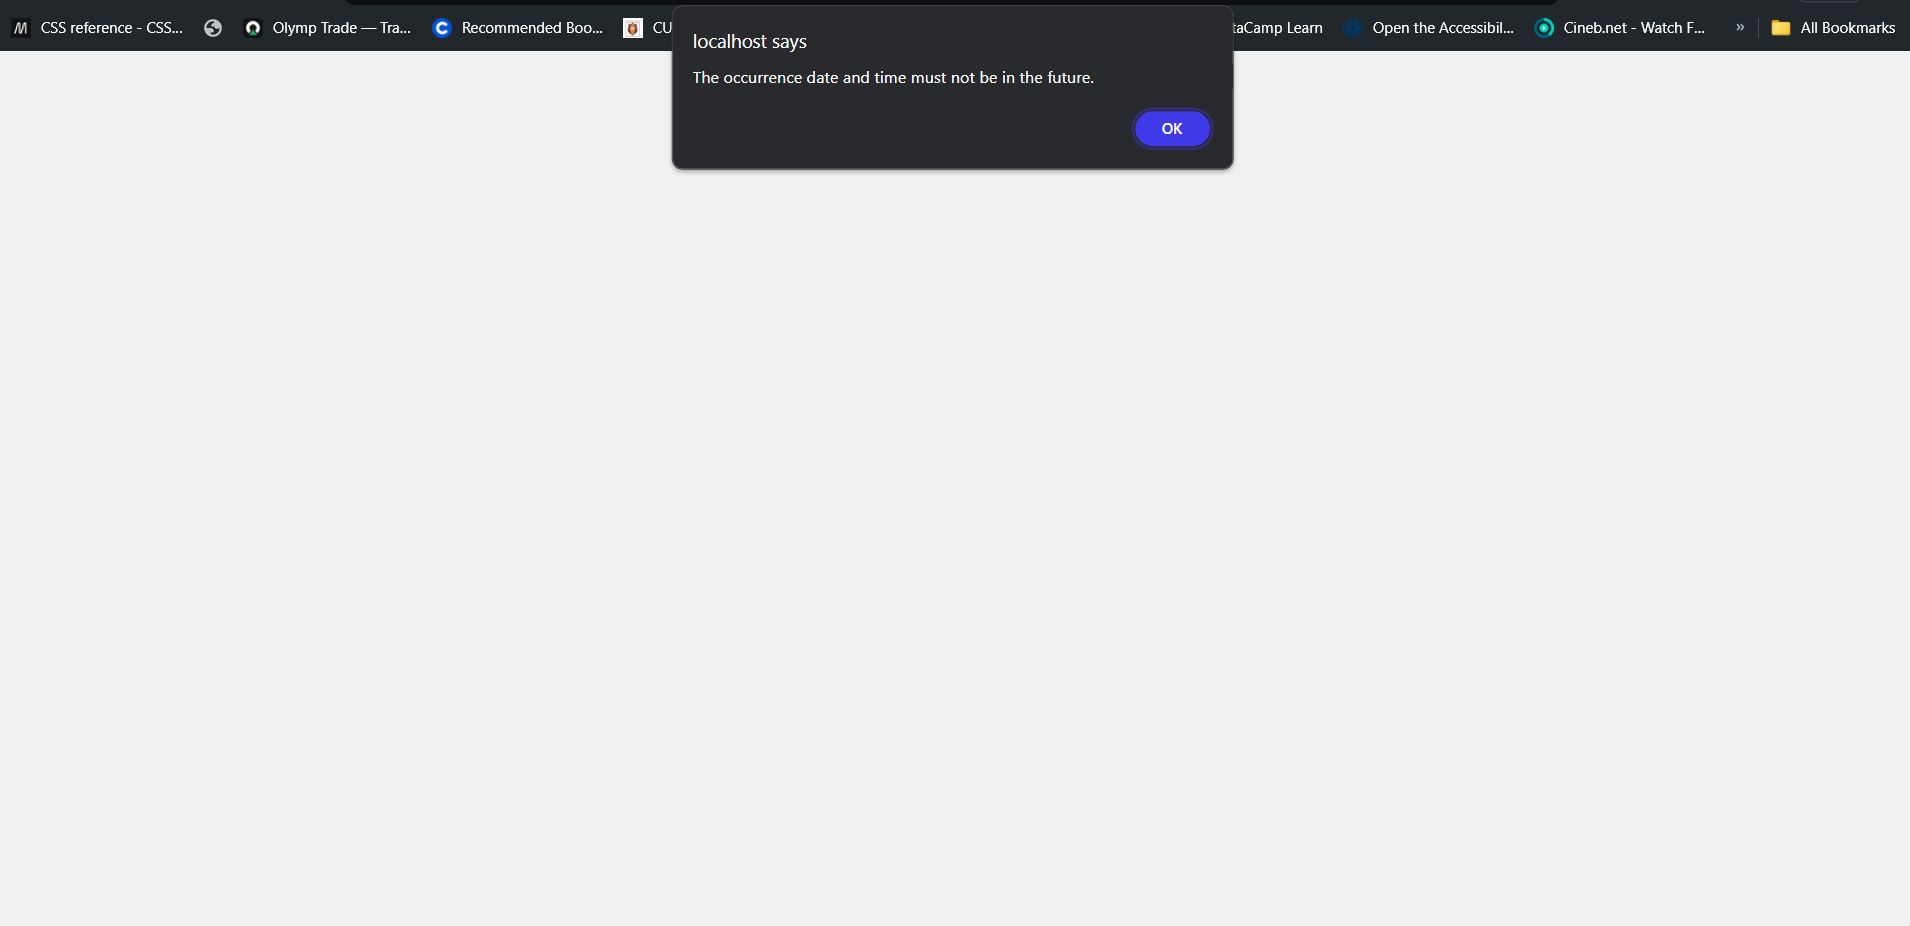 CSS reference - CSS...
Olymp Trade — Tra...
Recommended Boo...
CU
taCamp Learn
Open the Accessibil...
Cineb.net - Watch F...
»
All Bookmarks
localhost says
The occurrence date and time must not be in the future.
OK